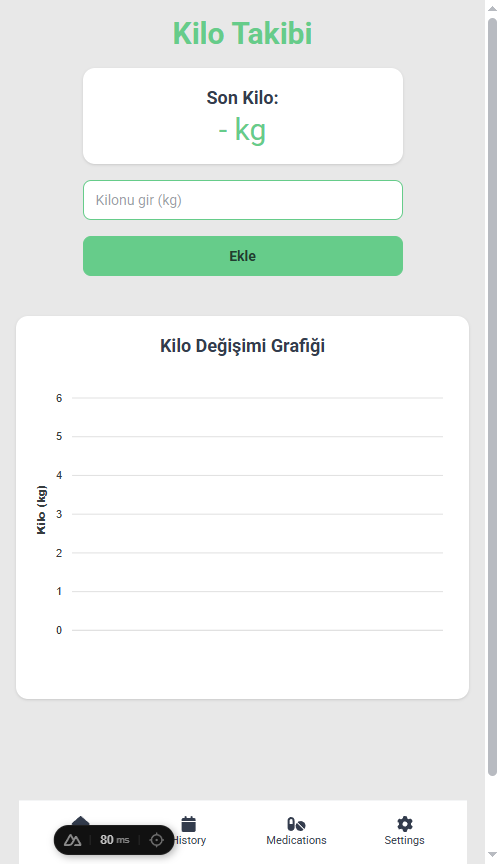 Kilo Takibi
Son Kilo:
- kg
Kilonu gir (kg)
Ekle
Kilo Değişimi Grafiği
6
5
4
3
2
1
0
Kilo (kg)
80 ms
History
Medications
Settings